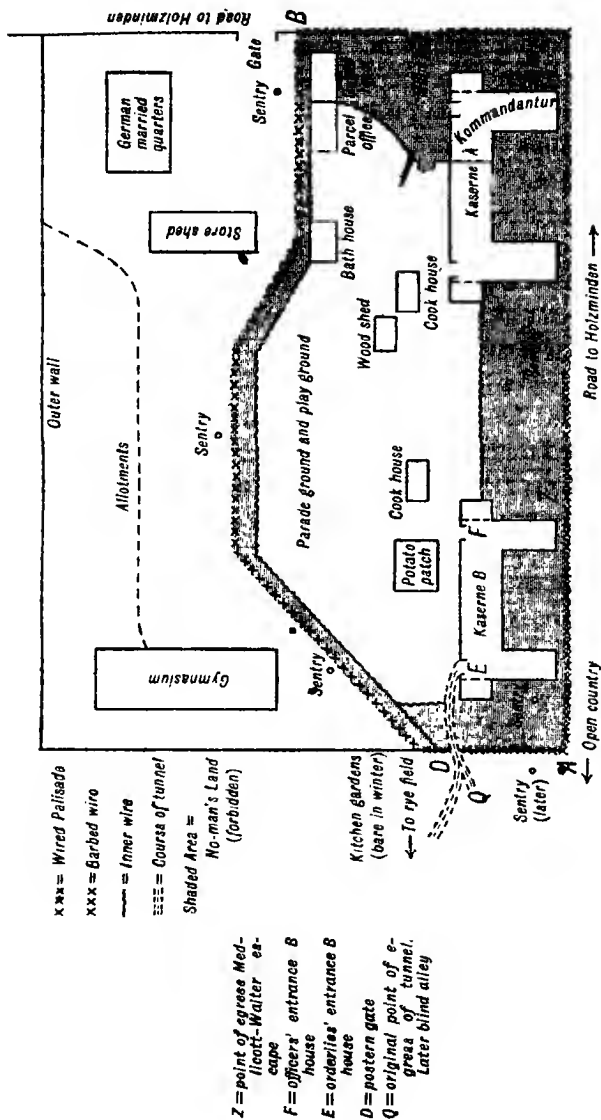 Z = point of egress Med-
licott-Walter es-
cape
F = officers' entrance B
house
E = orderlies' entrance B
house
D = postern gate
Q = original point of e-
gress of tunnel.
Later blind alley
xxx = Wired Palisade
xxx = Barbed wire
= Inner wire
= Course of tunnel
Shaded Area =
No-man's Land
(forbidden)
Kitchen gardens
(bare in winter)
← To rye field
D
Q
Sentry
(later)
← Open country
Outer wall
Allotments
Gymnasium
Store shed
German
married
quarters
Road to Holzminden
B
Gate
Sentry
Sentry
Sentry
Parade ground and play ground
Bath house
Parcel
office
Wood shed
Cook house
Cook house
Potato
patch
Kaserne B
E
F
Kaserne A
Kommandantur
Road to Holzminden →